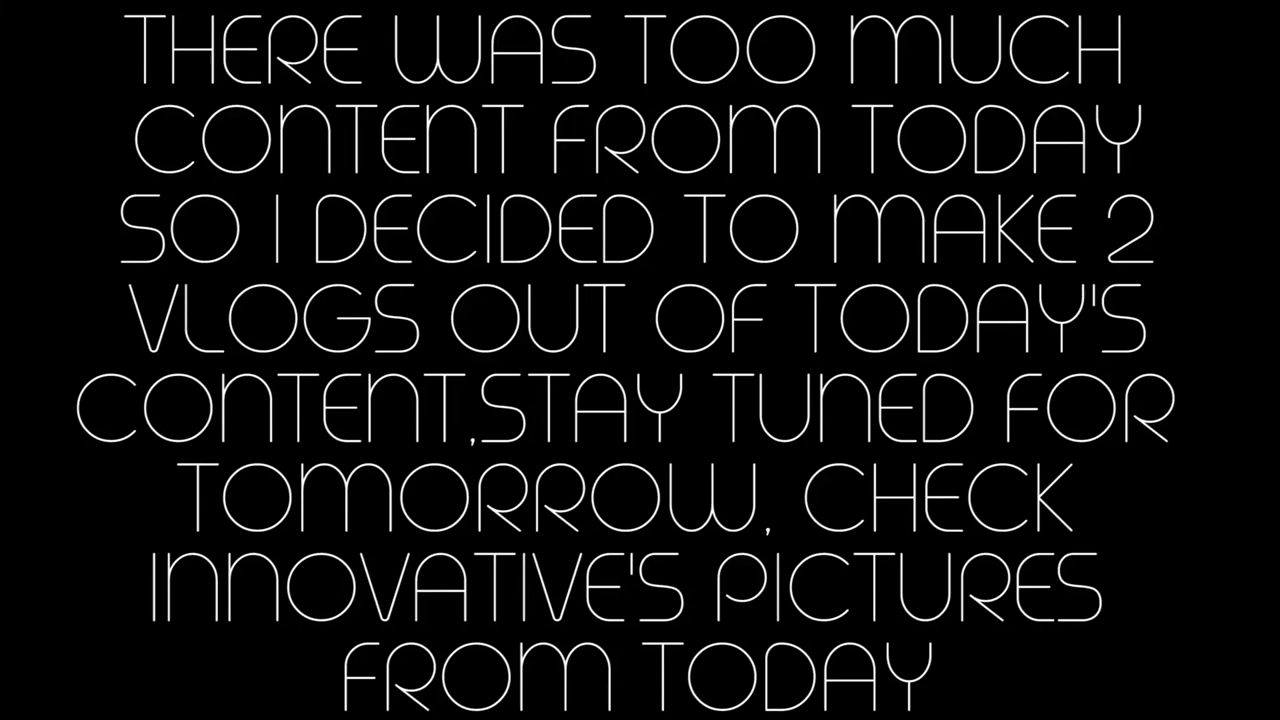 THERE WAS TOO MUCH
CONTENT FROM TODAY
SO I DECIDED TO MAKE 2
VLOGS OUT OF TODAY'S
CONTENT,STAY TUNED FOR
TOMORROW, CHECK
INNOVATIVE'S PICTURES
FROM TODAY